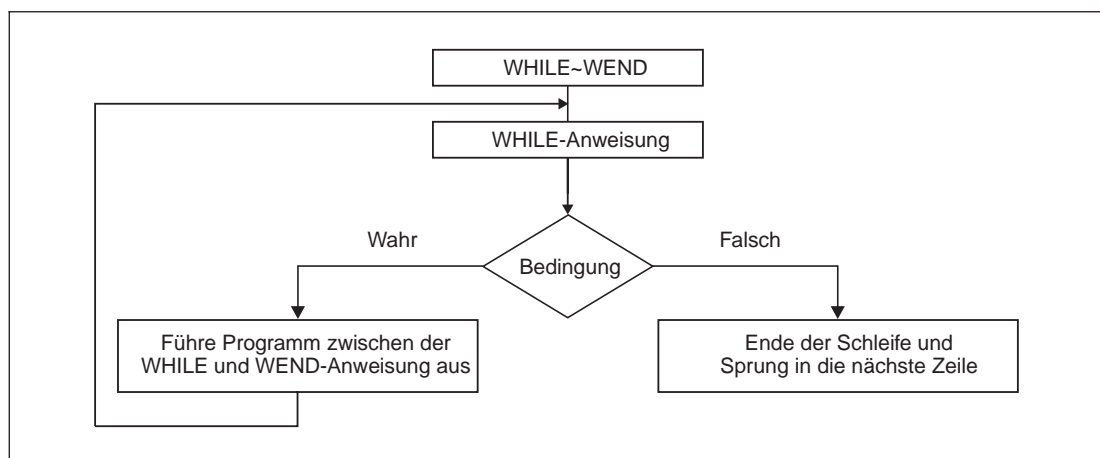 WHILE~WEND
WHILE-Anweisung
Wahr
Falsch
Bedingung
Führe Programm zwischen der
WHILE und WEND-Anweisung aus
Ende der Schleife und
Sprung in die nächste Zeile